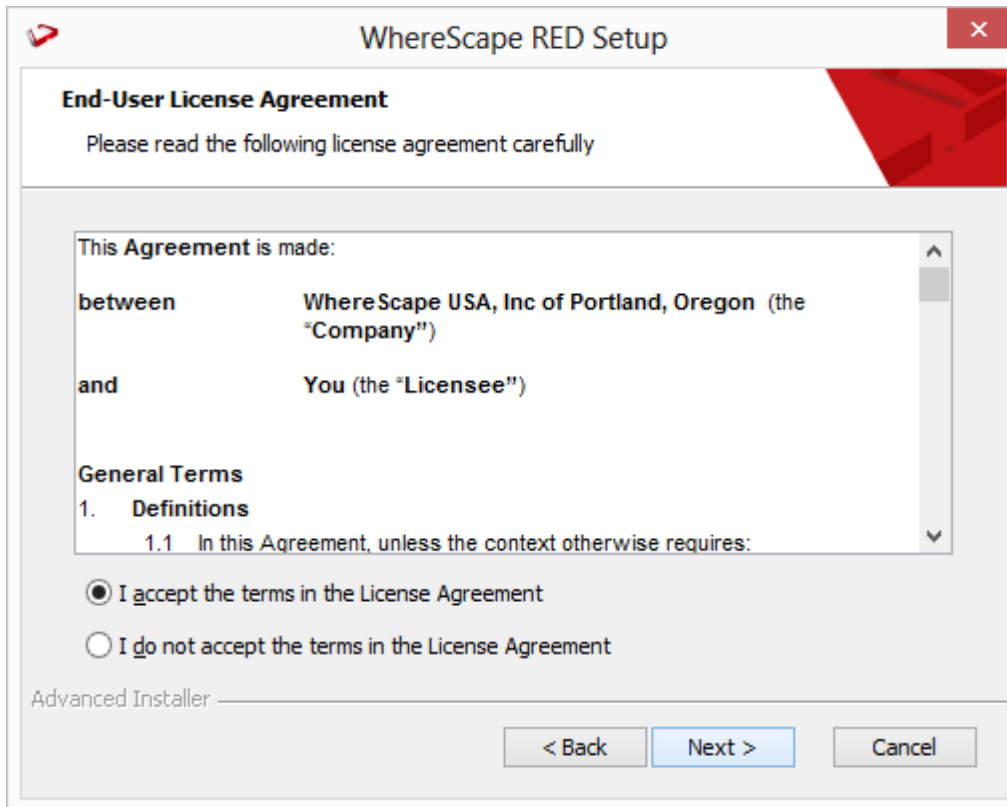 WhereScape RED Setup
End-User License Agreement
Please read the following license agreement carefully
This Agreement is made:
between WhereScape USA, Inc of Portland, Oregon (the
“Company”)
and You (the “Licensee”)
General Terms
1. Definitions
1.1 In this Agreement, unless the context otherwise requires:
I accept the terms in the License Agreement
I do not accept the terms in the License Agreement
Advanced Installer
< Back Next > Cancel